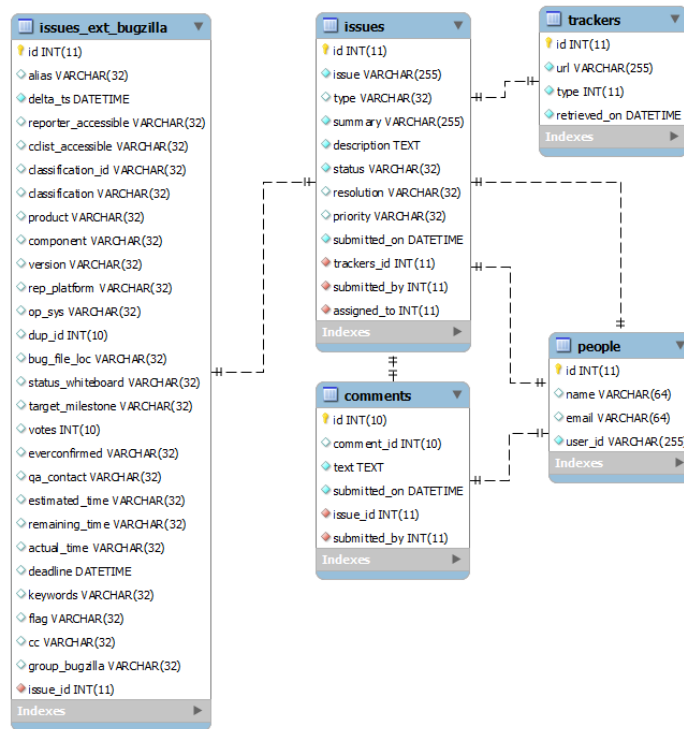 issues_ext_bugzilla
id INT(11)
alias VARCHAR(32)
delta_ts DATETIME
reporter_accessible VARCHAR(32)
cclist_accessible VARCHAR(32)
classification_id VARCHAR(32)
classification VARCHAR(32)
product VARCHAR(32)
component VARCHAR(32)
version VARCHAR(32)
rep_platform VARCHAR(32)
op_sys VARCHAR(32)
dup_id INT(10)
bug_file_loc VARCHAR(32)
status_whiteboard VARCHAR(32)
target_milestone VARCHAR(32)
votes INT(10)
everconfirmed VARCHAR(32)
qa_contact VARCHAR(32)
estimated_time VARCHAR(32)
remaining_time VARCHAR(32)
actual_time VARCHAR(32)
deadline DATETIME
keywords VARCHAR(32)
flag VARCHAR(32)
cc VARCHAR(32)
group_bugzilla VARCHAR(32)
issue_id INT(11)
Indexes
issues
id INT(11)
issue VARCHAR(255)
type VARCHAR(32)
summary VARCHAR(255)
description TEXT
status VARCHAR(32)
resolution VARCHAR(32)
priority VARCHAR(32)
submitted_on DATETIME
trackers_id INT(11)
submitted_by INT(11)
assigned_to INT(11)
Indexes
comments
id INT(10)
comment_id INT(10)
text TEXT
submitted_on DATETIME
issue_id INT(11)
submitted_by INT(11)
Indexes
trackers
id INT(11)
url VARCHAR(255)
type INT(11)
retrieved_on DATETIME
Indexes
people
id INT(11)
name VARCHAR(64)
email VARCHAR(64)
user_id VARCHAR(255)
Indexes